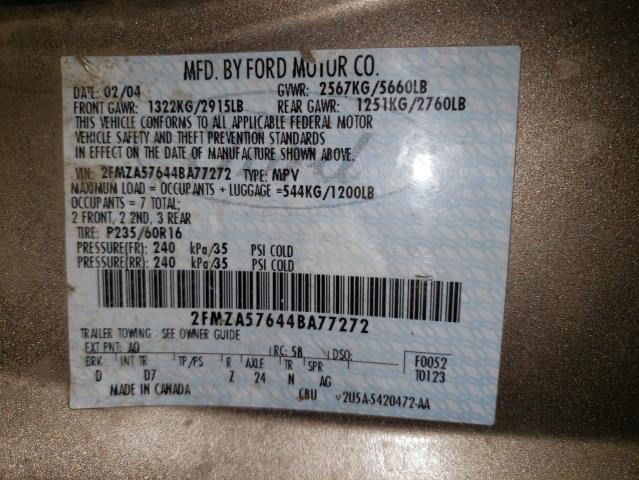 MFD. BY FORD MOTOR CO.
DATE: 02/04 GVWR: 2567KG/5660LB
FRONT GAWR: 1322KG/2915LB REAR GAWR: 1251KG/2760LB
THIS VEHICLE CONFORMS TO ALL APPLICABLE FEDERAL MOTOR
VEHICLE SAFETY AND THEFT PREVENTION STANDARDS
IN EFFECT ON THE DATE OF MANUFACTURE SHOWN ABOVE.
VIN: 2FMZA57644BA77272 TYPE: MPV
MAXIMUM LOAD = OCCUPANTS + LUGGAGE = 544KG/1200LB
OCCUPANTS = 7 TOTAL;
2 FRONT, 2 2ND, 3 REAR
TIRE: P235/60R16
PRESSURE(FR): 240 kPa/35 PSI COLD
PRESSURE(RR): 240 kPa/35 PSI COLD
2FMZA57644BA77272
TRAILER TOWING - SEE OWNER GUIDE
EXT PNT: AQ RC: 58 DSO: F0052
BRK INT TR TP/PS R AXLE TR SPR T0123
D D7 Z 24 N AG
MADE IN CANADA CBU ▽2U5A-5420472-AA